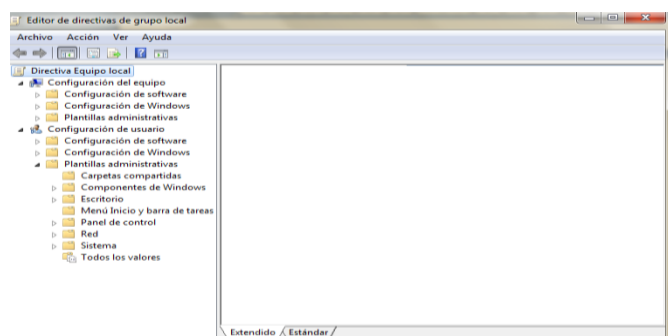 Editor de directivas de grupo local
Archivo Acción Ver Ayuda
Directiva Equipo local
Configuración del equipo
Configuración de software
Configuración de Windows
Plantillas administrativas
Configuración de usuario
Configuración de software
Configuración de Windows
Plantillas administrativas
Carpetas compartidas
Componentes de Windows
Escritorio
Menú Inicio y barra de tareas
Panel de control
Red
Sistema
Todos los valores
Extendido Estándar